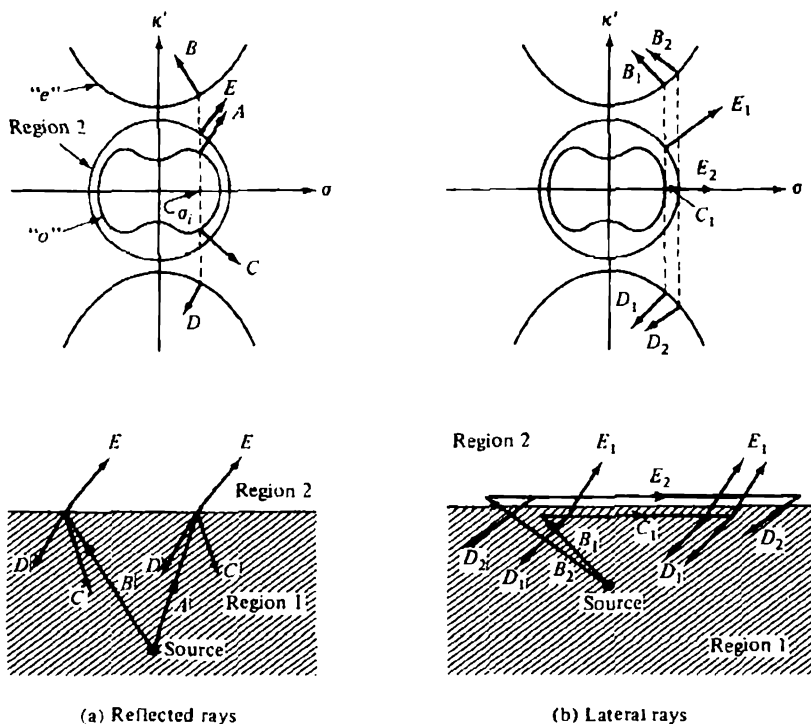 κ'
B
"e"
E
A
Region 2
σ
σi
"o"
C
D
κ'
B2
B1
E1
E2
σ
C1
D1
D2
E
E
Region 2
D
C
B
D
C
A
Region 1
Source
(a) Reflected rays
Region 2
E1
E1
E2
C1
D2
D1
B1
B2
D1
D2
Source
Region 1
(b) Lateral rays